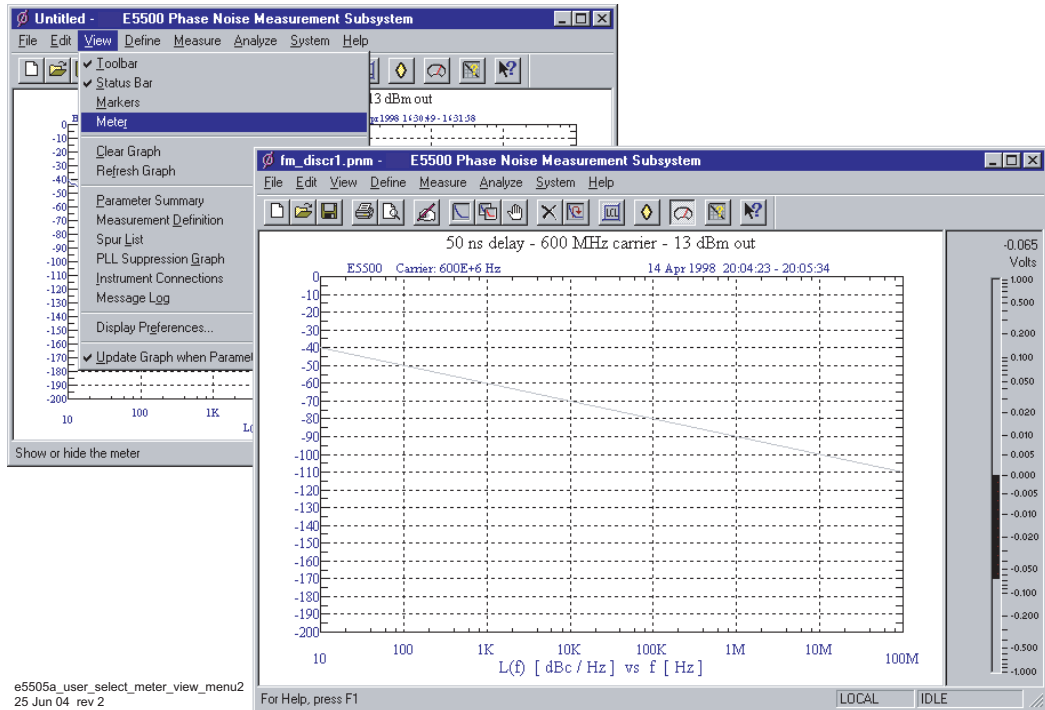 Untitled - E5500 Phase Noise Measurement Subsystem
File Edit View Define Measure Analyze System Help
Toolbar
Status Bar
Markers
Meter
Clear Graph
Refresh Graph
Parameter Summary
Measurement Definition
Spur List
PLL Suppression Graph
Instrument Connections
Message Log
Display Preferences...
Update Graph when Paramet
13 dBm out
pr1998 16:30:49 - 16:31:58
0
-10
-20
-30
-40
-50
-60
-70
-80
-90
-100
-110
-120
-130
-140
-150
-160
-170
-180
-190
-200
10 100 1K
Show or hide the meter
fm_discr1.pnm - E5500 Phase Noise Measurement Subsystem
File Edit View Define Measure Analyze System Help
50 ns delay - 600 MHz carrier - 13 dBm out
E5500 Carrier: 600E+6 Hz 14 Apr 1998 20:04:23 - 20:05:34
0
-10
-20
-30
-40
-50
-60
-70
-80
-90
-100
-110
-120
-130
-140
-150
-160
-170
-180
-190
-200
10 100 1K 10K 100K 1M 10M 100M
L(f) [ dBc / Hz ] vs f [ Hz ]
-0.065
Volts
1.000
0.500
0.200
0.100
0.050
0.020
0.010
0.005
0.000
-0.005
-0.010
-0.020
-0.050
-0.100
-0.200
-0.500
-1.000
For Help, press F1
LOCAL IDLE
e5505a_user_select_meter_view_menu2
25 Jun 04 rev 2